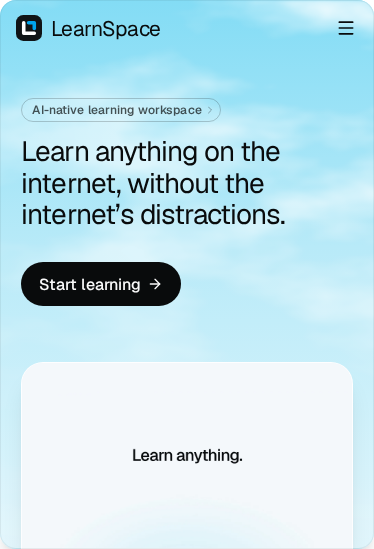 LearnSpace
AI-native learning workspace
Learn anything on the
internet, without the
internet’s distractions.
Start learning →
Learn anything.